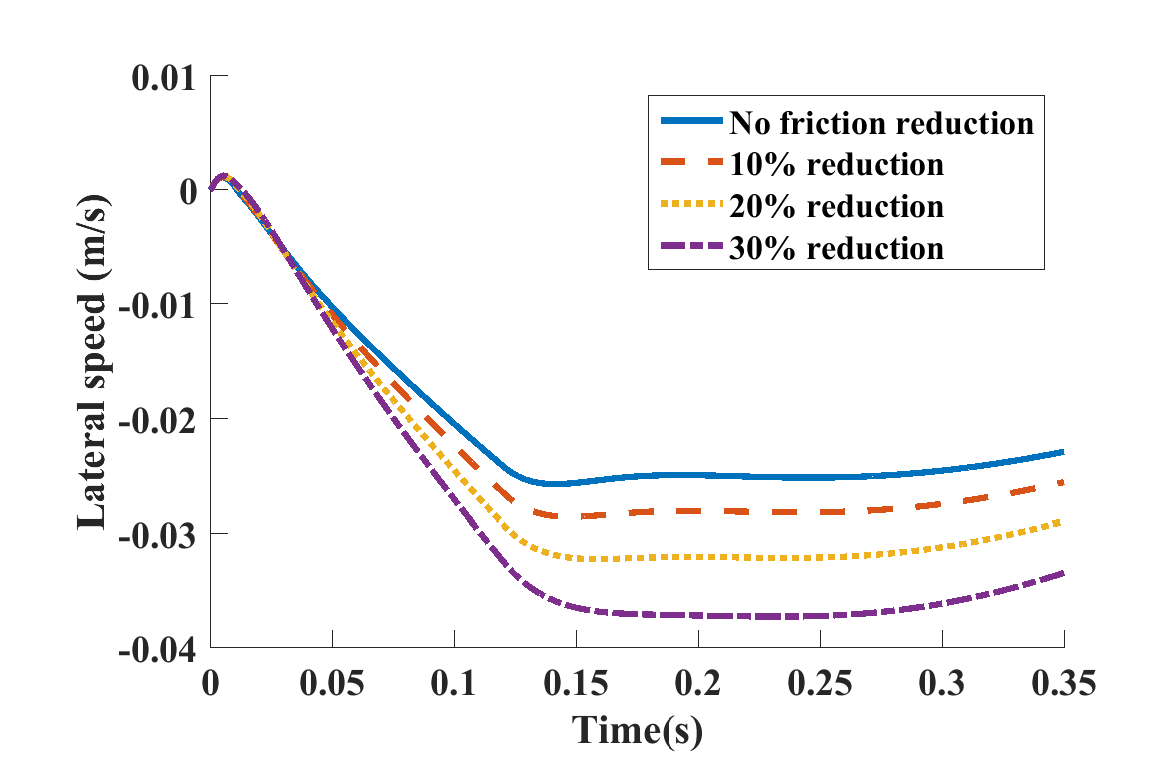 No friction reduction
10% reduction
20% reduction
30% reduction
0.01
0
-0.01
-0.02
-0.03
-0.04
Lateral speed (m/s)
0 0.05 0.1 0.15 0.2 0.25 0.3 0.35
Time(s)